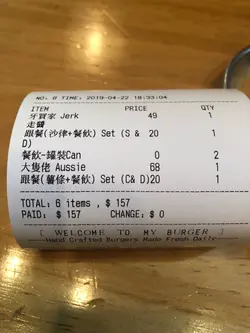 NO. 8 TIME: 2019-04-22 18:33:04
ITEM PRICE QTY
牙買家 Jerk 49 1
走醬
跟餐(沙律+餐飲) Set (S & D) 20 1
餐飲-罐裝Can 0 2
大隻佬 Aussie 68 1
跟餐(薯條+餐飲) Set (C& D)20 1
TOTAL: 6 items , $ 157
PAID: $ 157 CHANGE: $ 0
[ WELCOME TO MY BURGER ]
Hand Crafted Burgers Made Fresh Daily